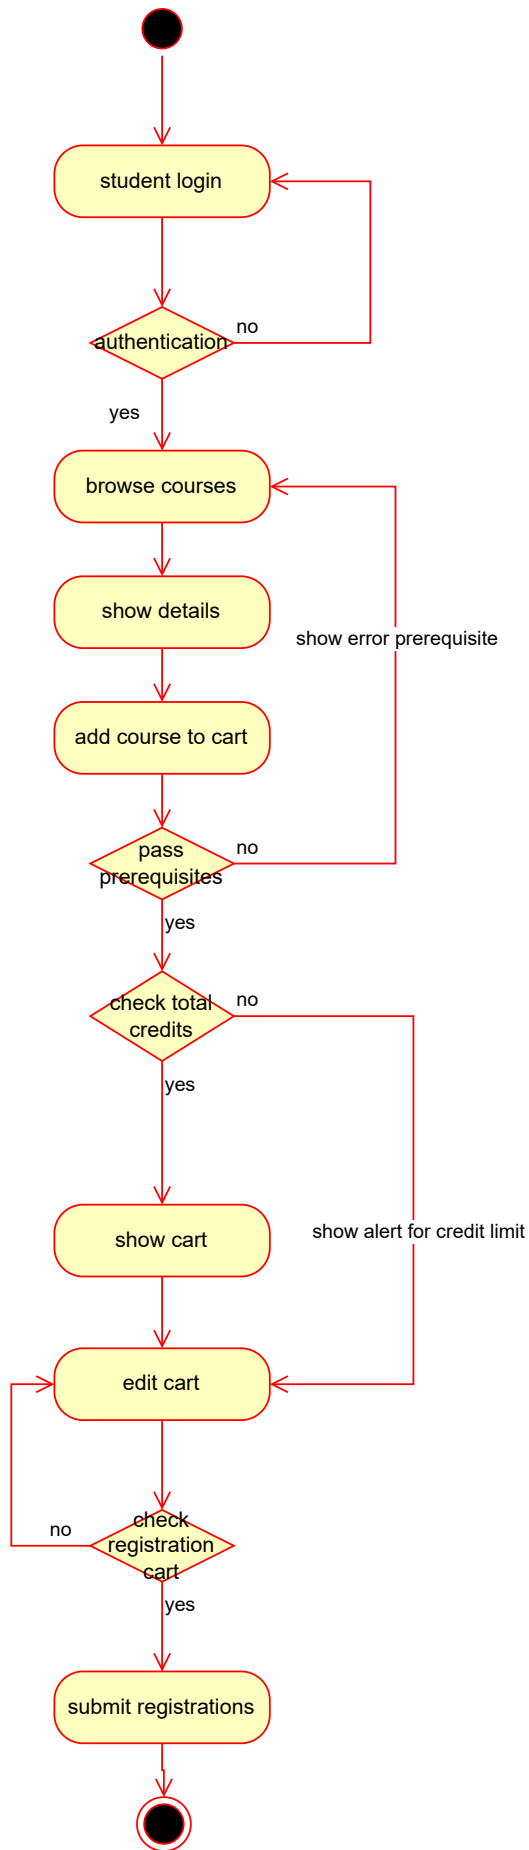 student login
authentication
no
yes
browse courses
show details
show error prerequisite
add course to cart
pass
prerequisites
no
yes
check total
credits
no
yes
show cart
show alert for credit limit
edit cart
check
registration
cart
no
yes
submit registrations